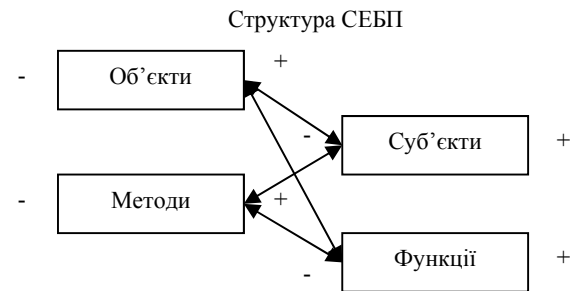 Структура СЕБП
- Об’єкти +
- Суб’єкти +
- Методи +
- Функції +